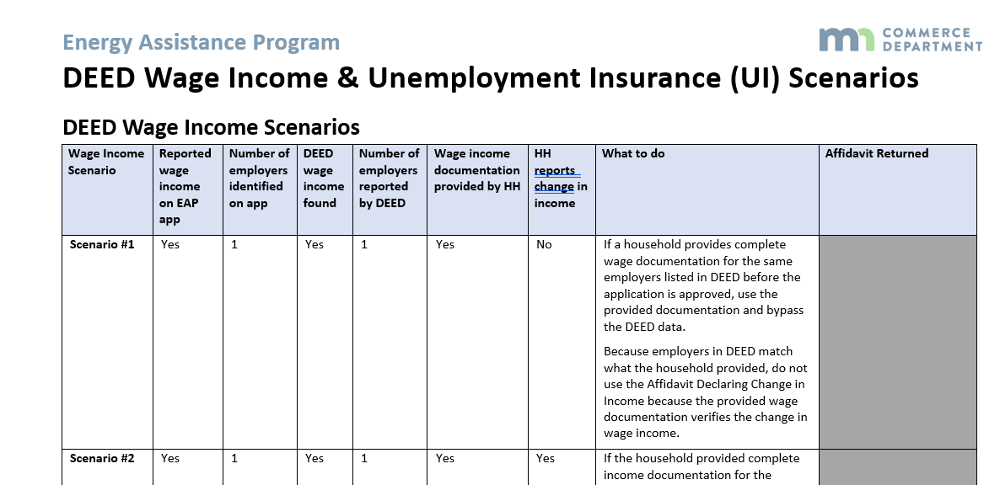 Energy Assistance Program
COMMERCE
DEPARTMENT
DEED Wage Income & Unemployment Insurance (UI) Scenarios
DEED Wage Income Scenarios
Wage Income
Scenario
Reported
wage
income
on EAP
app
Number of
employers
identified
on app
DEED
wage
income
found
Number of
employers
reported
by DEED
Wage income
documentation
provided by HH
HH
reports
change in
income
What to do
Affidavit Returned
Scenario #1
Yes
1
Yes
1
Yes
No
If a household provides complete
wage documentation for the same
employers listed in DEED before the
application is approved, use the
provided documentation and bypass
the DEED data.
Because employers in DEED match
what the household provided, do not
use the Affidavit Declaring Change in
Income because the provided wage
documentation verifies the change in
wage income.
Scenario #2
Yes
1
Yes
1
Yes
Yes
If the household provided complete
income documentation for the